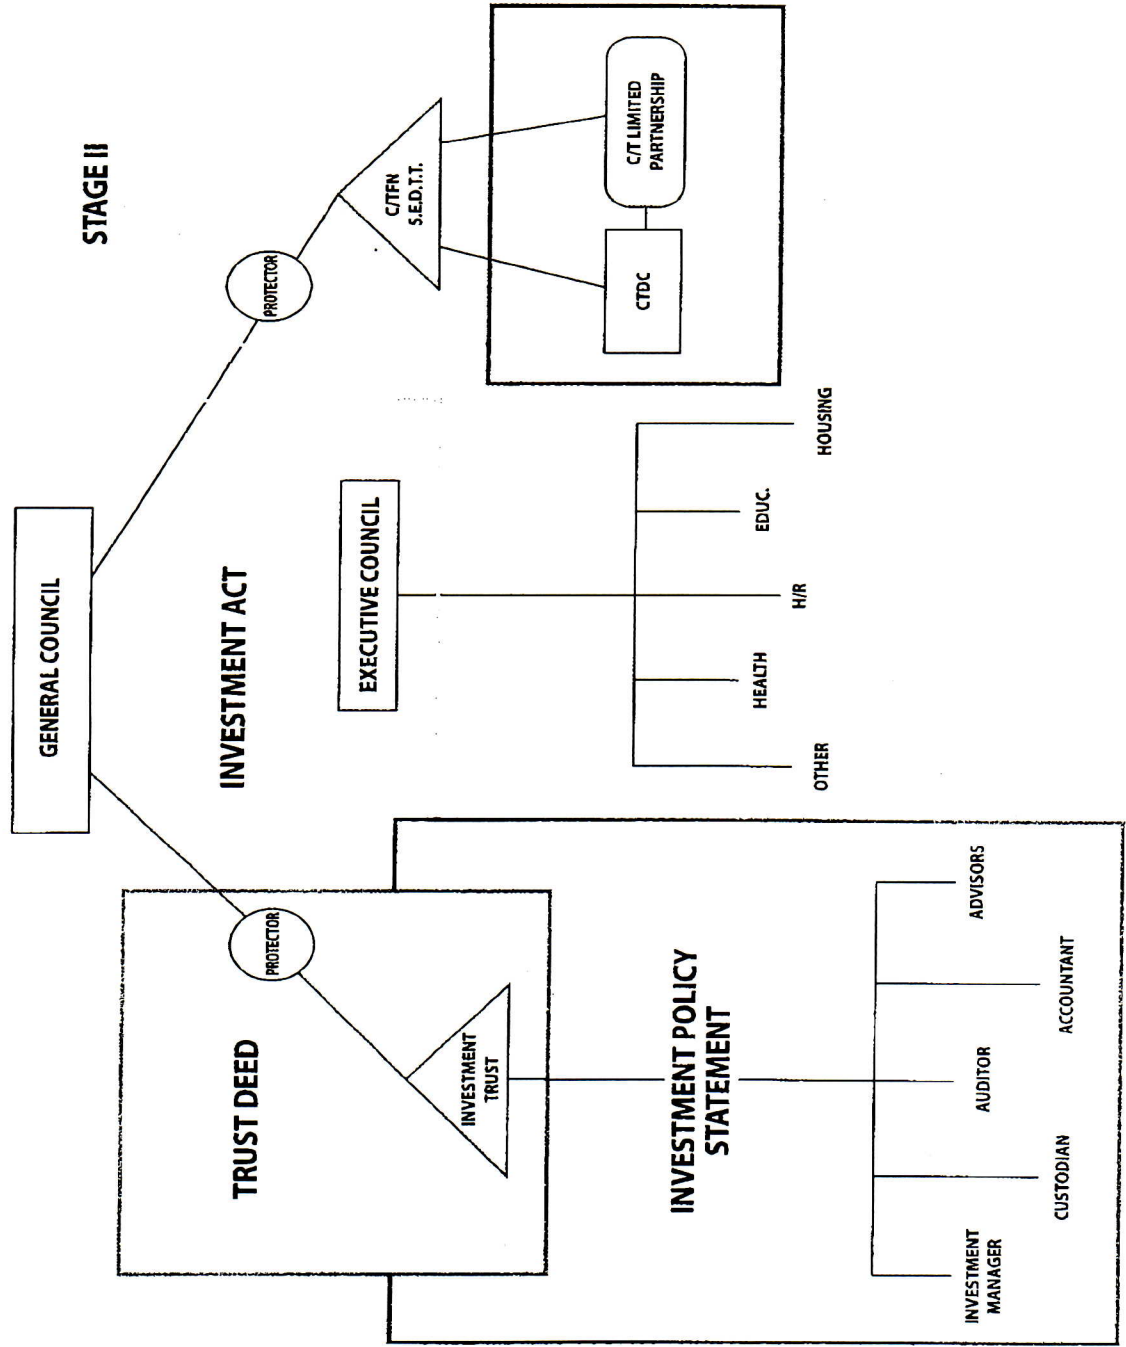 STAGE II
GENERAL COUNCIL
PROTECTOR
PROTECTOR
TRUST DEED
INVESTMENT ACT
C/TFN
S.E.D.T.T.
EXECUTIVE COUNCIL
INVESTMENT
TRUST
CTDC
C/T LIMITED
PARTNERSHIP
INVESTMENT POLICY
STATEMENT
OTHER
HEALTH
H/R
EDUC.
HOUSING
INVESTMENT
MANAGER
CUSTODIAN
AUDITOR
ACCOUNTANT
ADVISORS